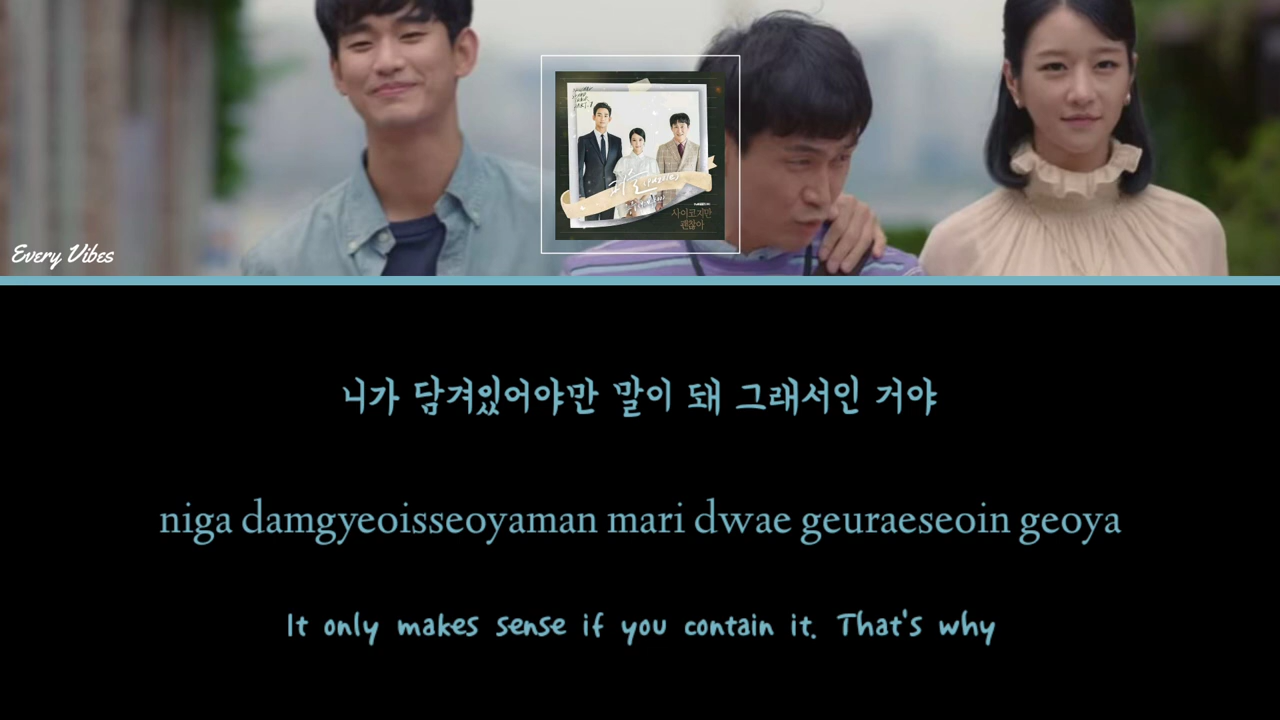 Every Vibes
사이코지만
괜찮아
니가 담겨있어야만 말이 돼 그래서인 거야
niga damgyeoisseoyaman mari dwae geuraeseoin geoya
It only makes sense if you contain it. That's why